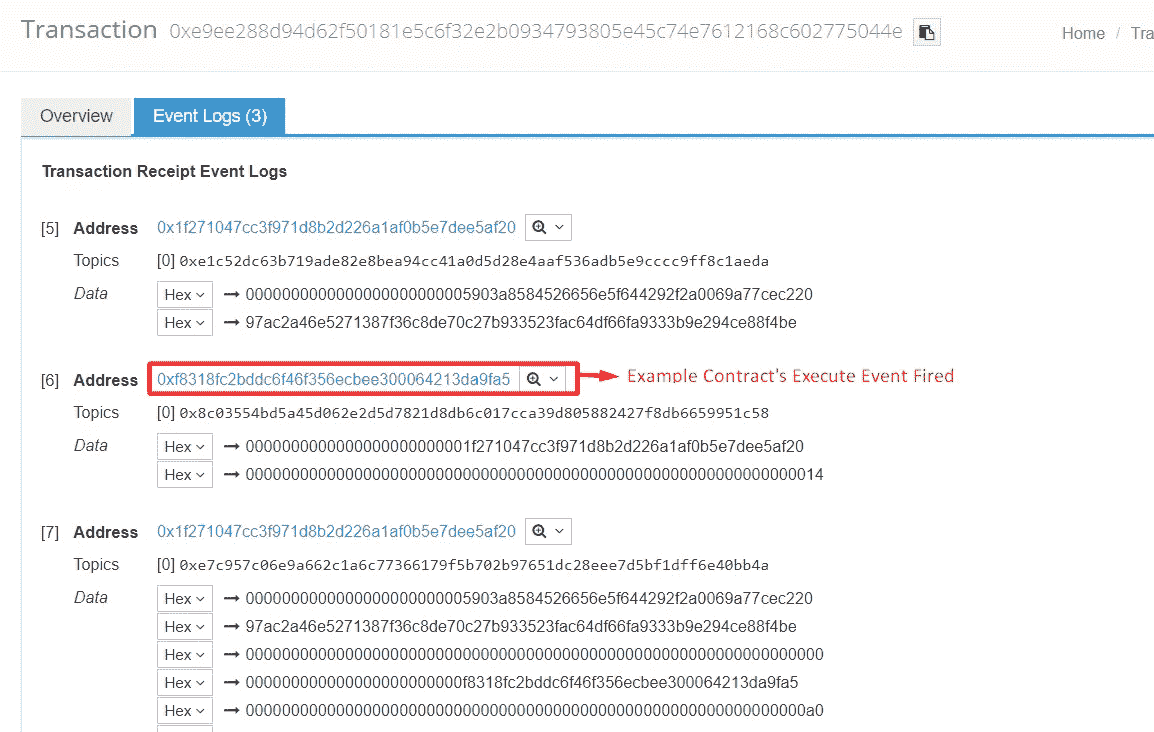 Transaction 0xe9ee288d94d62f50181e5c6f32e2b0934793805e45c74e7612168c602775044e
Home / Tra
Overview
Event Logs (3)
Transaction Receipt Event Logs
[5] Address 0x1f271047cc3f971d8b2d226a1af0b5e7dee5af20
Topics [0] 0xe1c52dc63b719ade82e8bea94cc41a0d5d28e4aaf536adb5e9cccc9ff8c1aeda
Data Hex → 0000000000000000000000005903a8584526656e5f644292f2a0069a77cec220
Hex → 97ac2a46e5271387f36c8de70c27b933523fac64df66fa9333b9e294ce88f4be
[6] Address 0xf8318fc2bddc6f46f356ecbee300064213da9fa5 Example Contract's Execute Event Fired
Topics [0] 0x8c03554bd5a45d062e2d5d7821d8db6c017cca39d805882427f8db6659951c58
Data Hex → 0000000000000000000000001f271047cc3f971d8b2d226a1af0b5e7dee5af20
Hex → 0000000000000000000000000000000000000000000000000000000000000014
[7] Address 0x1f271047cc3f971d8b2d226a1af0b5e7dee5af20
Topics [0] 0xe7c957c06e9a662c1a6c77366179f5b702b97651dc28eee7d5bf1dff6e40bb4a
Data Hex → 0000000000000000000000005903a8584526656e5f644292f2a0069a77cec220
Hex → 97ac2a46e5271387f36c8de70c27b933523fac64df66fa9333b9e294ce88f4be
Hex → 0000000000000000000000000000000000000000000000000000000000000000
Hex → 000000000000000000000000f8318fc2bddc6f46f356ecbee300064213da9fa5
Hex → 00000000000000000000000000000000000000000000000000000000000000a0